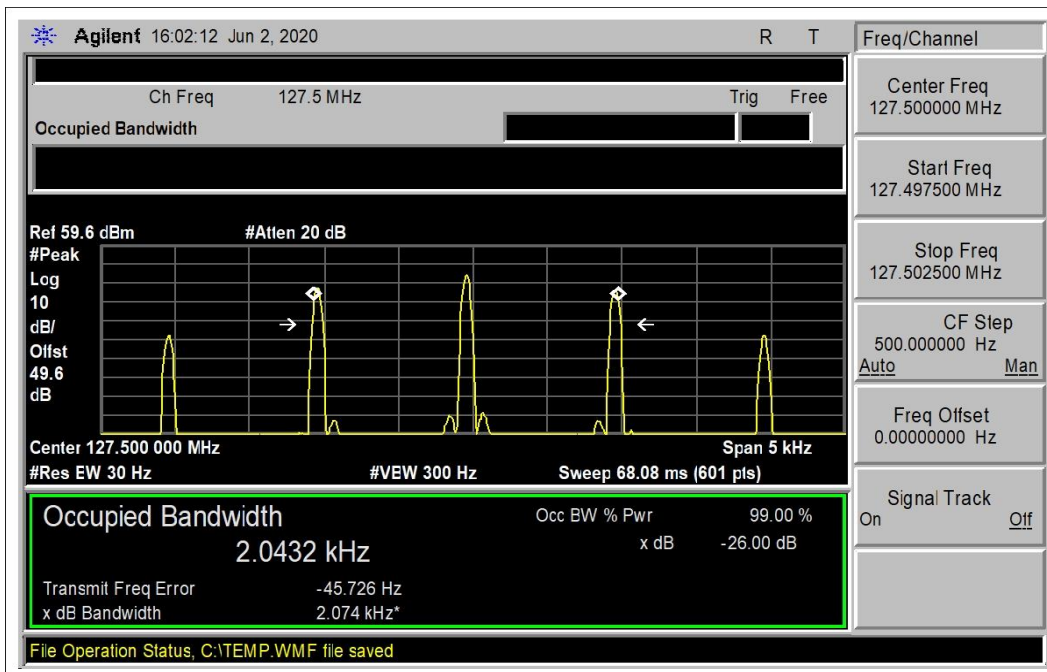 Agilent 16:02:12 Jun 2, 2020 R T
Freq/Channel
Ch Freq 127.5 MHz Trig Free
Occupied Bandwidth
Center Freq
127.500000 MHz
Start Freq
127.497500 MHz
Stop Freq
127.502500 MHz
CF Step
500.000000 Hz
Auto Man
Freq Offset
0.00000000 Hz
Signal Track
On Off
Ref 59.6 dBm #Atten 20 dB
#Peak
Log
10
dB/
Offst
49.6
dB
Center 127.500 000 MHz Span 5 kHz
#Res EW 30 Hz #VEW 300 Hz Sweep 68.08 ms (601 pts)
Occupied Bandwidth Occ BW % Pwr 99.00 %
2.0432 kHz x dB -26.00 dB
Transmit Freq Error -45.726 Hz
x dB Bandwidth 2.074 kHz*
File Operation Status, C:\TEMP.WMF file saved